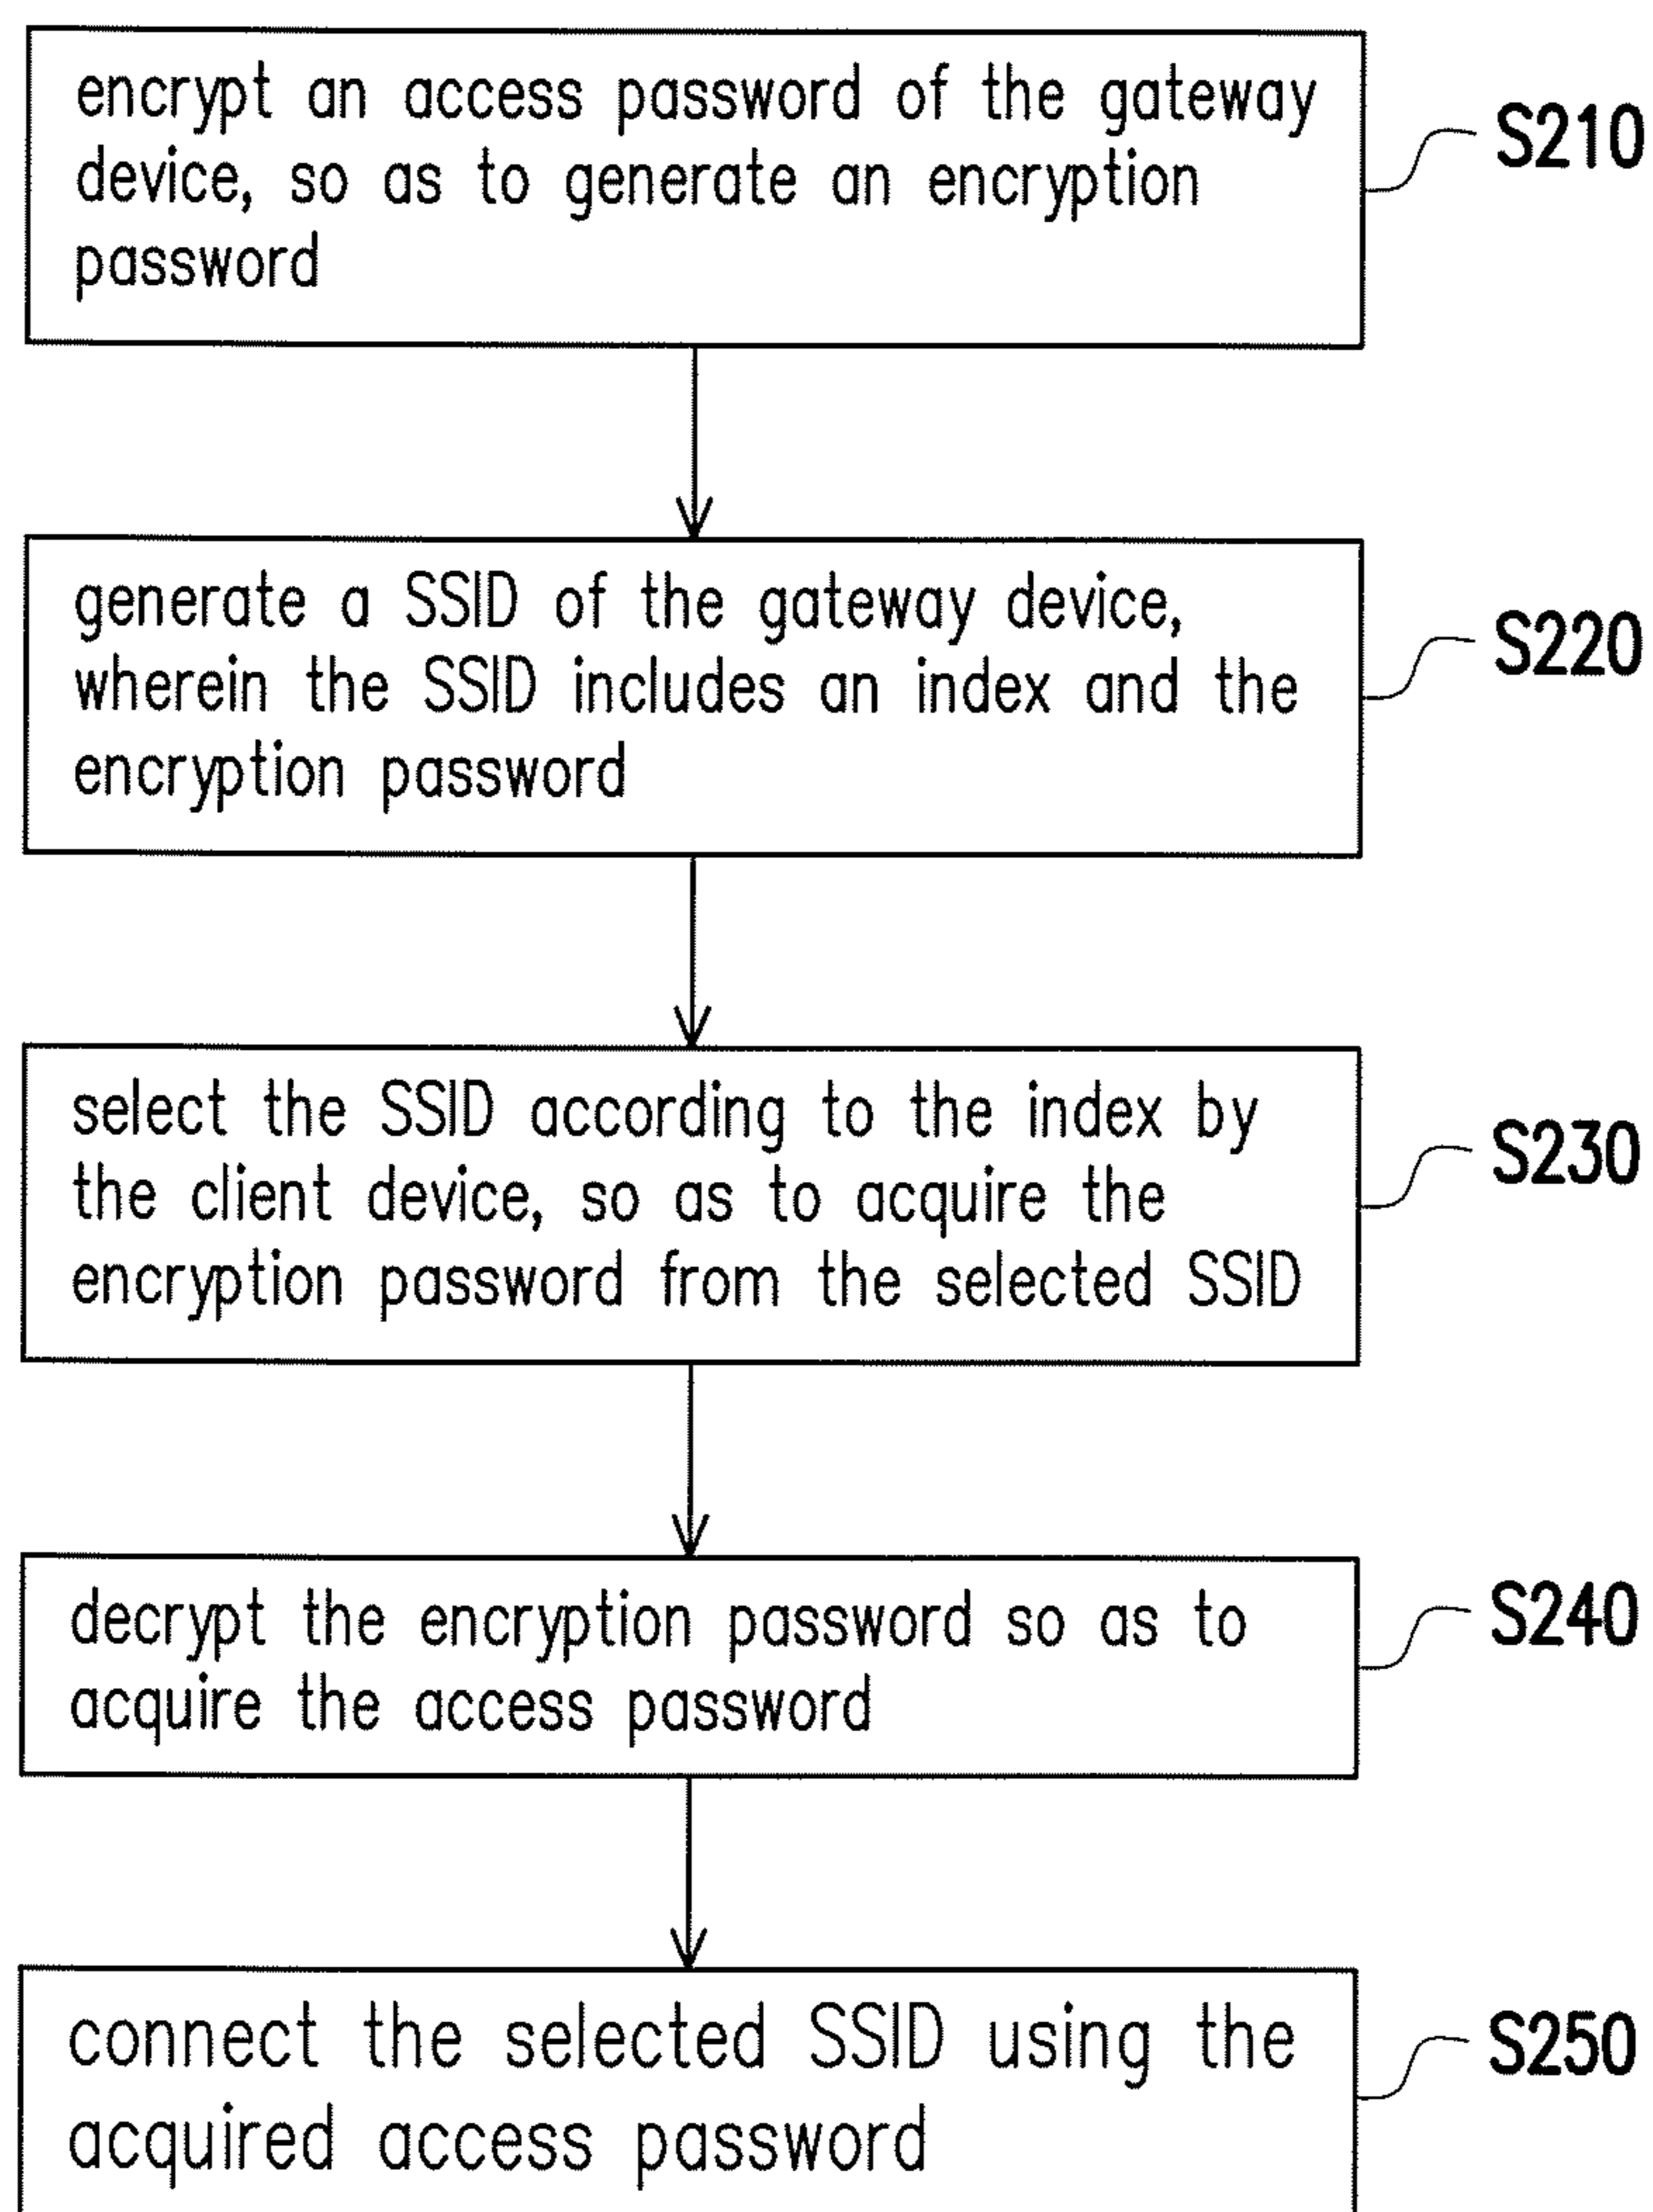 encrypt an access password of the gateway
device, so as to generate an encryption
password
S210
generate a SSID of the gateway device,
wherein the SSID includes an index and the
encryption password
S220
select the SSID according to the index by
the client device, so as to acquire the
encryption password from the selected SSID
S230
decrypt the encryption password so as to
acquire the access password
S240
connect the selected SSID using the
acquired access password
S250